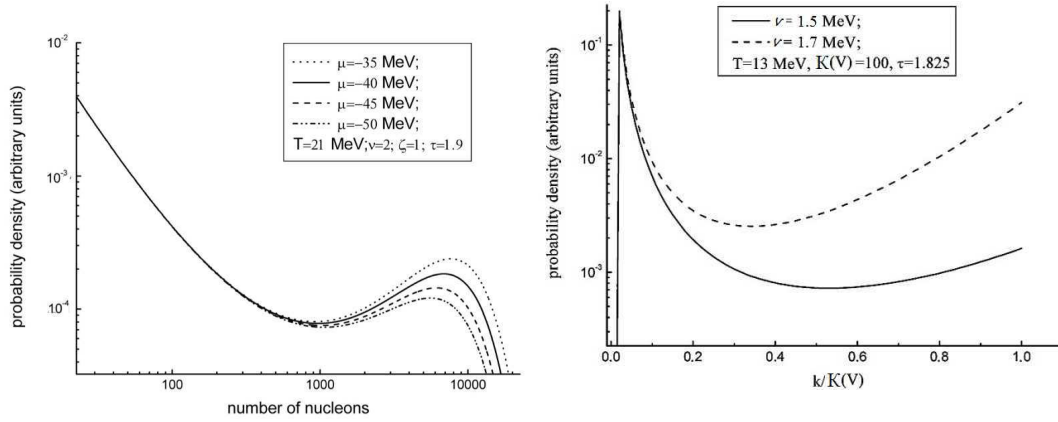 probability density (arbitrary units)
10⁻²
10⁻³
10⁻⁴
μ=−35 MeV;
μ=−40 MeV;
μ=−45 MeV;
μ=−50 MeV;
T=21 MeV;ν=2; ζ=1; τ=1.9
100
1000
10000
number of nucleons
probability density (arbitrary units)
10⁻¹
10⁻²
10⁻³
ν = 1.5 MeV;
ν = 1.7 MeV;
T=13 MeV, K(V) =100, τ=1.825
0.0 0.2 0.4 0.6 0.8 1.0
k/K(V)